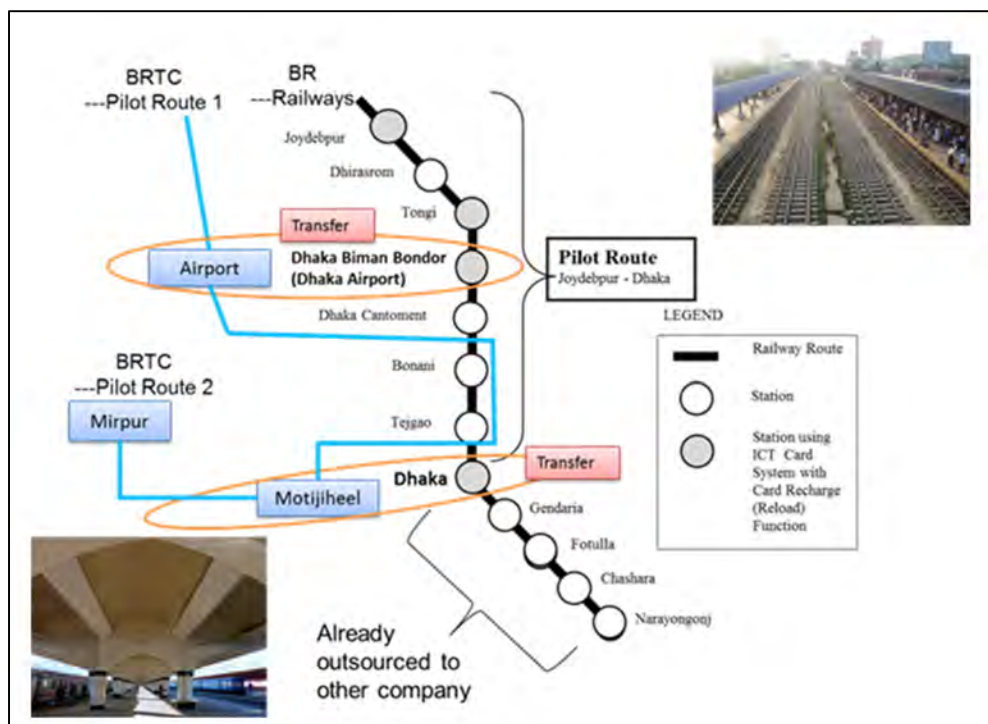 BRTC
---Pilot Route 1
BR
---Railways
Joydebpur
Dhirasrom
Tongi
Transfer
Airport
Dhaka Biman Bondor
(Dhaka Airport)
Pilot Route
Joydebpur - Dhaka
Dhaka Cantoment
LEGEND
Railway Route
Station
Station using
ICT Card
System with
Card Recharge
(Reload)
Function
Bonani
BRTC
---Pilot Route 2
Mirpur
Tejgao
Transfer
Dhaka
Motijiheel
Gendaria
Fotulla
Chashara
Narayongonj
Already
outsourced to
other company